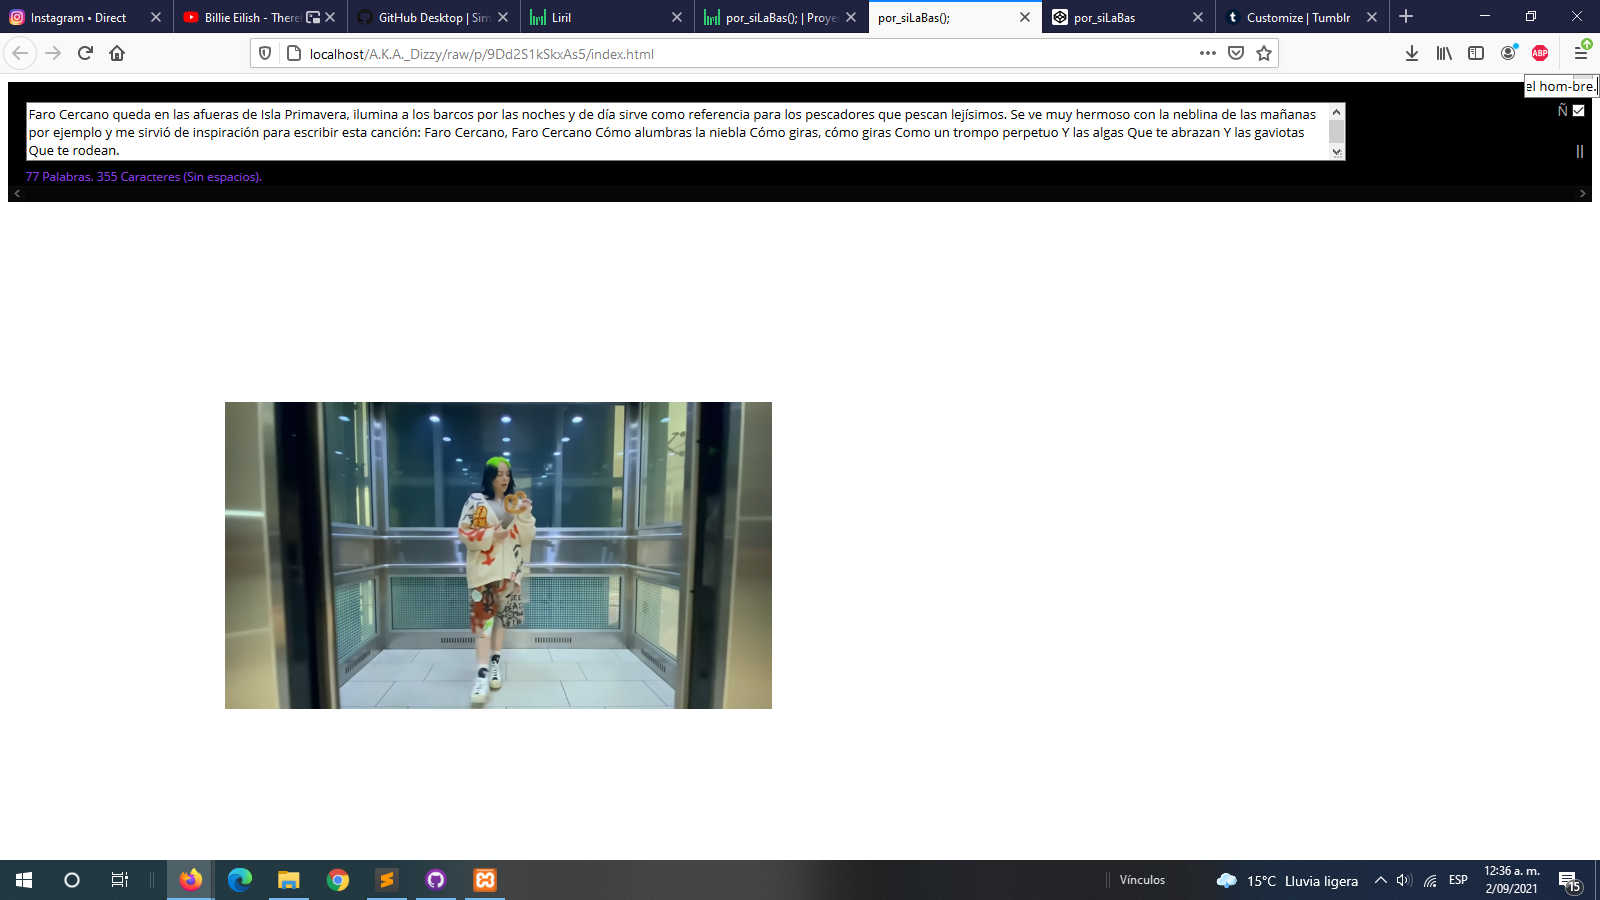 Instagram • Direct
Billie Eilish - Theref
GitHub Desktop | Sim
Liril
por_siLaBas(); | Proye
por_siLaBas();
por_siLaBas
Customize | Tumblr
localhost/A.K.A._Dizzy/raw/p/9Dd2S1kSkxAs5/index.html
ABP
el hom-bre.
Faro Cercano queda en las afueras de Isla Primavera, ilumina a los barcos por las noches y de día sirve como referencia para los pescadores que pescan lejísimos. Se ve muy hermoso con la neblina de las mañanas
por ejemplo y me sirvió de inspiración para escribir esta canción: Faro Cercano, Faro Cercano Cómo alumbras la niebla Cómo giras, cómo giras Como un trompo perpetuo Y las algas Que te abrazan Y las gaviotas
Que te rodean.
Ñ
||
77 Palabras. 355 Caracteres (Sin espacios).
Vínculos
15°C Lluvia ligera
ESP
12:36 a. m.
2/09/2021
15